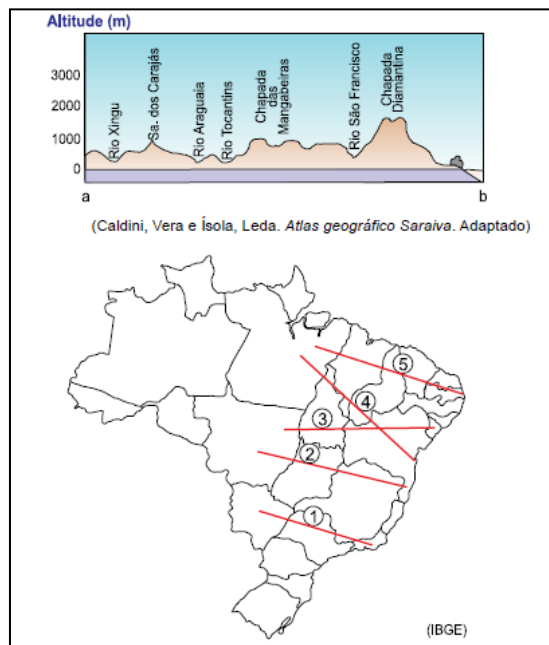 Altitude (m)
3000
2000
1000
0
Rio Xingu
Sa. dos Carajás
Rio Araguaia
Rio Tocantins
Chapada
das
Mangabeiras
Rio São Francisco
Chapada
Diamantina
a
b
(Caldini, Vera e Ísola, Leda. Atlas geográfico Saraiva. Adaptado)
5
4
3
2
1
(IBGE)